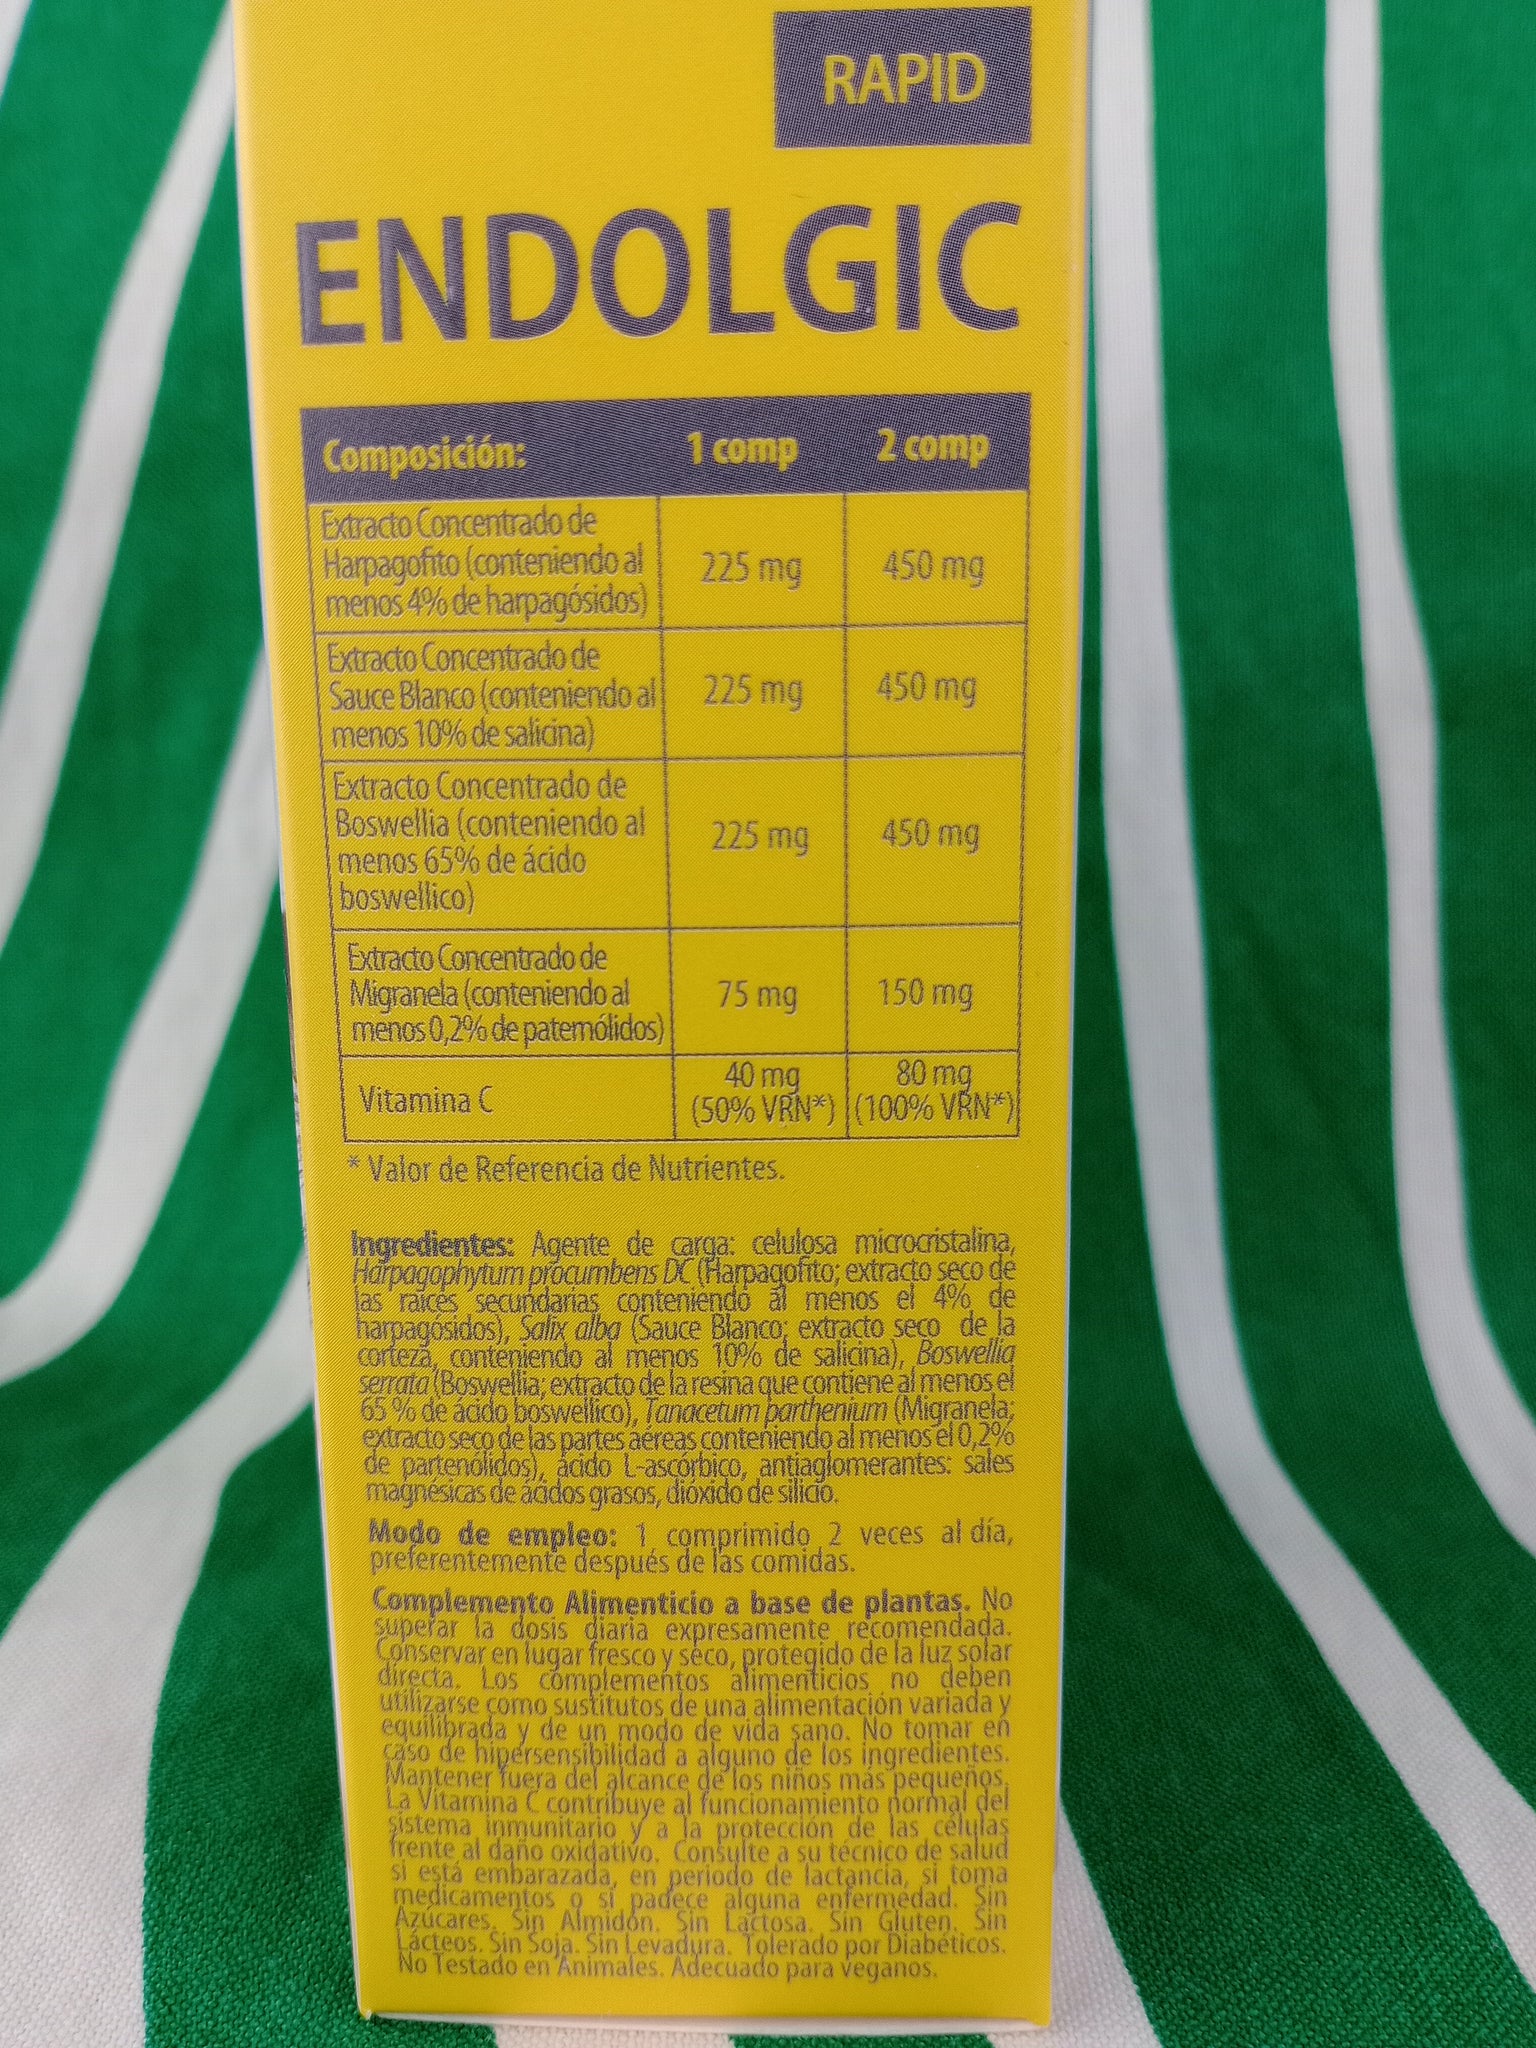 RAPID
ENDOLGIC
Composición: 1 comp 2 comp
Extracto Concentrado de
Harpagofito (conteniendo al
menos 4% de harpagósidos)
225 mg 450 mg
Extracto Concentrado de
Sauce Blanco (conteniendo al
menos 10% de salicina)
225 mg 450 mg
Extracto Concentrado de
Boswellia (conteniendo al
menos 65% de ácido
boswellico)
225 mg 450 mg
Extracto Concentrado de
Migranela (conteniendo al
menos 0,2% de paternólidos)
75 mg 150 mg
Vitamina C
40 mg 80 mg
(50% VRN*) (100% VRN*)
* Valor de Referencia de Nutrientes.
Ingredientes: Agente de carga: celulosa microcristalina,
Harpagophytum procumbens DC (Harpagofito; extracto seco de
las raíces secundarias conteniendo al menos el 4% de
harpagósidos), Salix alba (Sauce Blanco; extracto seco de la
corteza, conteniendo al menos 10% de salicina), Boswellia
serrata (Boswellia; extracto de la resina que contiene al menos el
65 % de ácido boswellico), Tanacetum parthenium (Migranela;
extracto seco de las partes aéreas conteniendo al menos el 0,2%
de partenólidos), ácido L-ascórbico, antiaglomerantes: sales
magnésicas de ácidos grasos, dióxido de silicio.
Modo de empleo: 1 comprimido 2 veces al día,
preferentemente después de las comidas.
Complemento Alimenticio a base de plantas. No
superar la dosis diaria expresamente recomendada.
Conservar en lugar fresco y seco, protegido de la luz solar
directa. Los complementos alimenticios no deben
utilizarse como sustitutos de una alimentación variada y
equilibrada y de un modo de vida sano. No tomar en
caso de hipersensibilidad a alguno de los ingredientes.
Mantener fuera del alcance de los niños más pequeños.
La Vitamina C contribuye al funcionamiento normal del
sistema inmunitario y a la protección de las células
frente al daño oxidativo. Consulte a su técnico de salud
si está embarazada, en periodo de lactancia, si toma
medicamentos o si padece alguna enfermedad. Sin
Azúcares. Sin Almidón. Sin Lactosa. Sin Gluten. Sin
Lácteos. Sin Soja. Sin Levadura. Tolerado por Diabéticos.
No Testado en Animales. Adecuado para veganos.